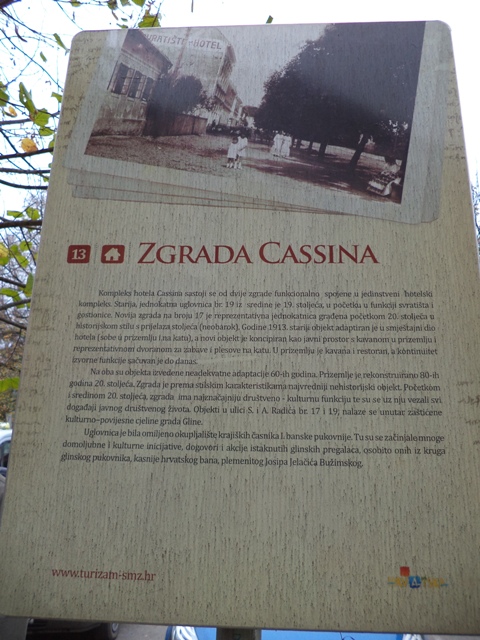 SVRATIŠTE HOTEL
13 ZGRADA CASSINA
Kompleks hotela Cassina sastoji se od dvije zgrade funkcionalno spojene u jedinstveni hotelski
kompleks. Starija, jednokatna uglovnica br. 19 iz sredine je 19. stoljeća, u početku u funkciji svratišta i
gostionice. Novija zgrada na broju 17 je reprezentativna jednokatnica građena početkom 20. stoljeća u
historijskom stilu s prijelaza stoljeća (neobarok). Godine 1913. stariji objekt adaptiran je u smještajni dio
hotela (sobe u prizemlju i na katu), a novi objekt je koncipiran kao javni prostor s kavanom u prizemlju i
reprezentativnom dvoranom za zabave i plesove na katu. U prizemlju je kavana i restoran, a kontinuitet
izvorne funkcije sačuvan je do danas.
Na oba su objekta izvedene neadekvatne adaptacije 60-ih godina. Prizemlje je rekonstruirano 80-ih
godina 20. stoljeća. Zgrada je prema stilskim karakteristikama najvredniji nehistorijski objekt. Početkom
i sredinom 20. stoljeća, zgrada ima najznačajniju društveno - kulturnu funkciju te su se uz nju vezali svi
događaji javnog društvenog života. Objekti u ulici S. i A. Radića br. 17 i 19, nalaze se unutar zaštićene
kulturno-povijesne cjeline grada Gline.
Uglovnica je bila omiljeno okupljalište krajiških časnika I. banske pukovnije. Tu su se začinjale mnoge
domoljubne i kulturne inicijative, dogovori i akcije istaknutih glinskih pregalaca, osobito onih iz kruga
glinskog pukovnika, kasnije hrvatskog bana, plemenitog Josipa Jelačića Bužimskog.
www.turizam-smz.hr